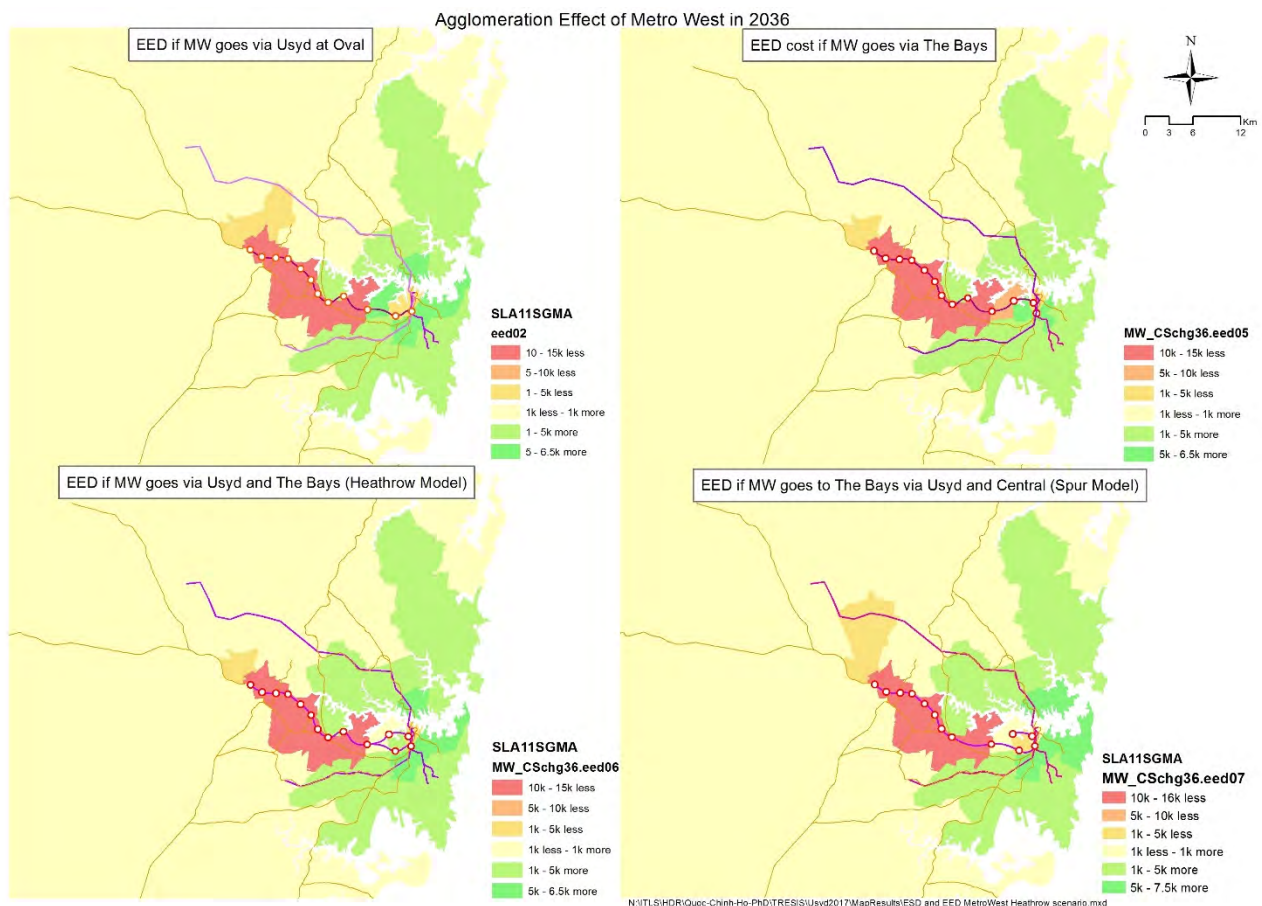 Agglomeration Effect of Metro West in 2036
EED if MW goes via Usyd at Oval
SLA11SGMA
eed02
10 - 15k less
5 -10k less
1 - 5k less
1k less - 1k more
1 - 5k more
5 - 6.5k more
EED cost if MW goes via The Bays
N
0 3 6 12
Km
MW_CSchg36.eed05
10k - 15k less
5k - 10k less
1k - 5k less
1k less - 1k more
1k - 5k more
5k - 6.5k more
EED if MW goes via Usyd and The Bays (Heathrow Model)
SLA11SGMA
MW_CSchg36.eed06
10k - 15k less
5k - 10k less
1k - 5k less
1k less - 1k more
1k - 5k more
5k - 6.5k more
EED if MW goes to The Bays via Usyd and Central (Spur Model)
SLA11SGMA
MW_CSchg36.eed07
10k - 16k less
5k - 10k less
1k - 5k less
1k less - 1k more
1k - 5k more
5k - 7.5k more
N:\ITLS\HDR\Quoc-Chinh-Ho-PhD\TRESIS\Usyd2017\MapResults\ESD and EED MetroWest Heathrow scenario.mxd